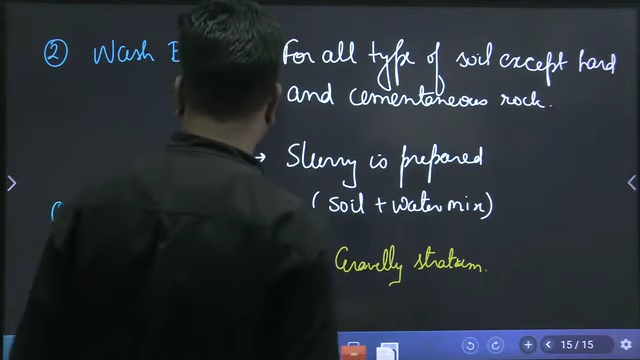 ② Wash
For all type of soil except hard
and cementaneous rock.
→ Slurry is prepared
(soil + water mix)
Gravelly stratum.
15 / 15